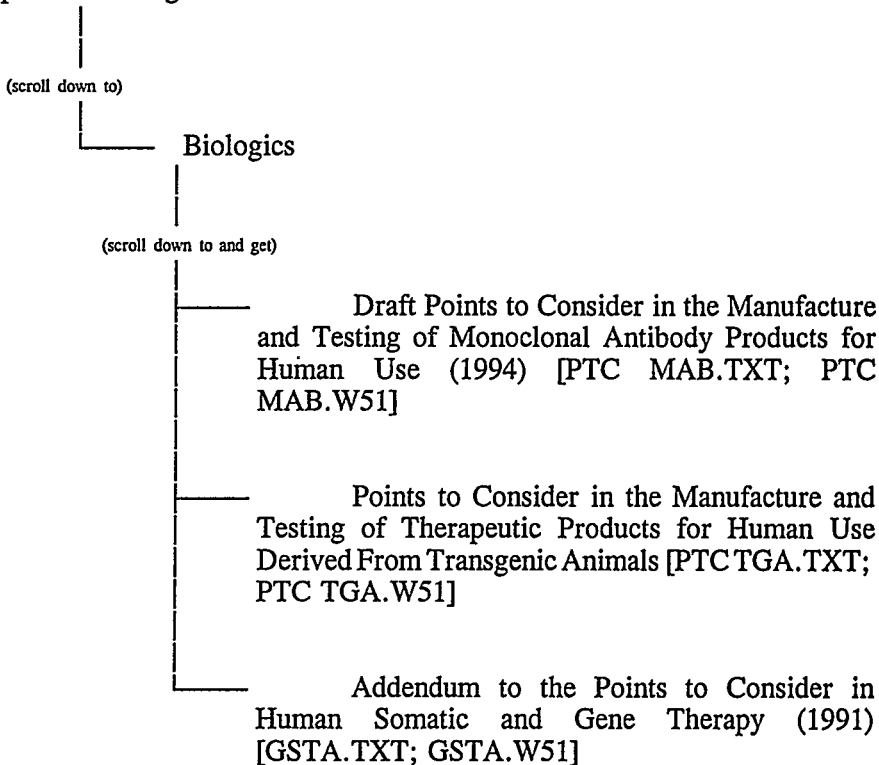 (scroll down to)
Biologics
(scroll down to and get)
Draft Points to Consider in the Manufacture
and Testing of Monoclonal Antibody Products for
Human Use (1994) [PTC MAB.TXT; PTC
MAB.W51]
Points to Consider in the Manufacture and
Testing of Therapeutic Products for Human Use
Derived From Transgenic Animals [PTC TGA.TXT;
PTC TGA.W51]
Addendum to the Points to Consider in
Human Somatic and Gene Therapy (1991)
[GSTA.TXT; GSTA.W51]